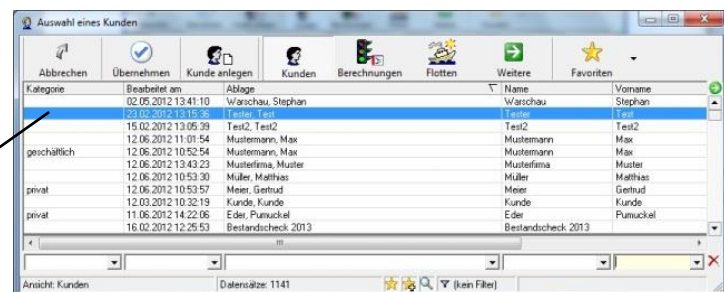 Auswahl eines Kunden
Abbrechen Übernehmen Kunde anlegen Kunden Berechnungen Flotten Weitere Favoriten
Kategorie Bearbeitet am Ablage Name Vorname
02.05.2012 13:41:10 Warschau, Stephan Warschau Stephan
23.02.2012 13:15:36 Tester, Test Tester Test
15.02.2012 13:05:39 Test2, Test2 Test2 Test2
12.06.2012 11:01:54 Mustermann, Max Mustermann Max
geschäftlich 12.06.2012 10:52:54 Mustermann, Max Mustermann Max
12.06.2012 13:43:23 Musterfirma, Muster Musterfirma Muster
12.06.2012 10:53:30 Müller, Matthias Müller Matthias
privat 12.06.2012 10:53:57 Meier, Gertrud Meier Gertrud
12.03.2012 10:32:19 Kunde, Kunde Kunde Kunde
privat 11.06.2012 14:22:06 Eder, Pumuckel Eder Pumuckel
16.02.2012 12:25:53 Bestandscheck 2013 Bestandscheck 2013
Ansicht: Kunden Datensätze: 1141 (kein Filter)